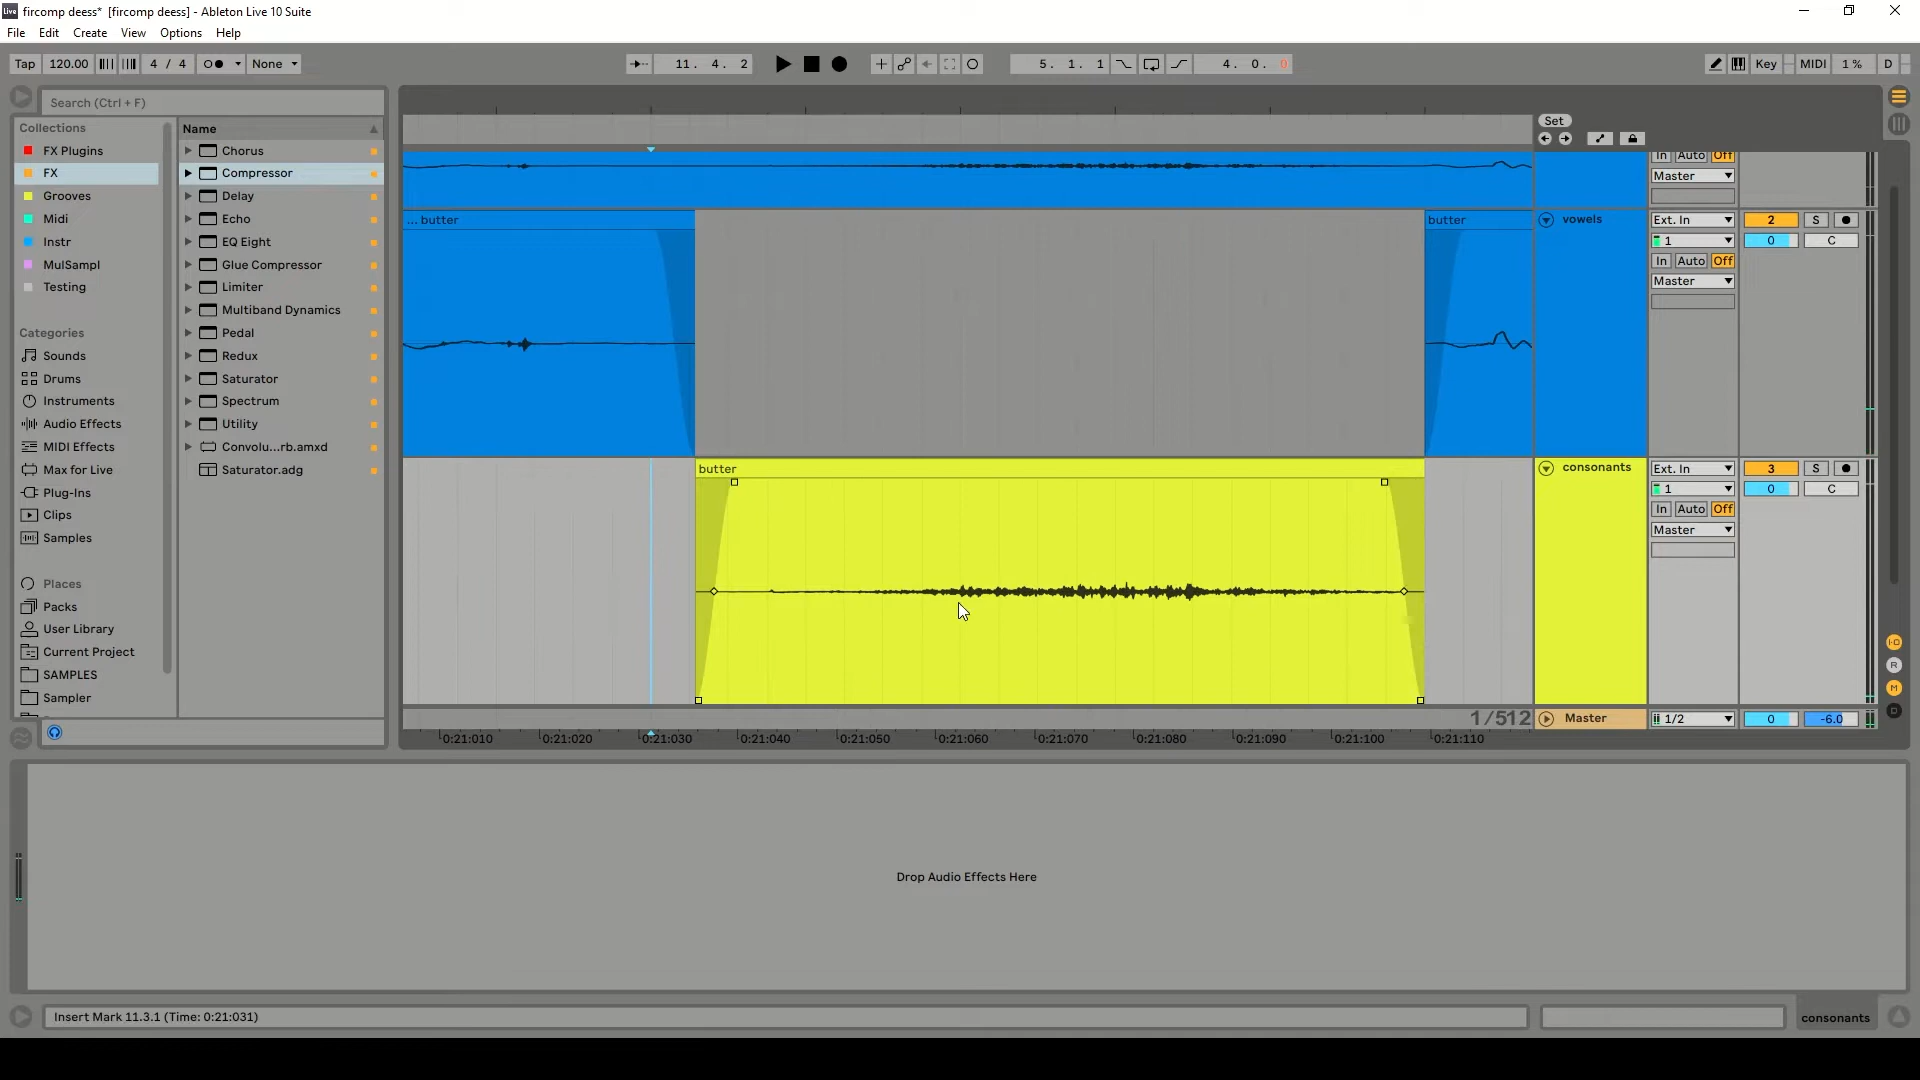 fircomp deess* [fircomp deess] - Ableton Live 10 Suite
File Edit Create View Options Help
Tap 120.00 4 / 4 None 11. 4. 2 5. 1. 1 4. 0. 0 Key MIDI 1 % D
Search (Ctrl + F)
Collections
FX Plugins
FX
Grooves
Midi
Instr
MulSampl
Testing
Categories
Sounds
Drums
Instruments
Audio Effects
MIDI Effects
Max for Live
Plug-Ins
Clips
Samples
Places
Packs
User Library
Current Project
SAMPLES
Sampler
Name
Chorus
Compressor
Delay
Echo
EQ Eight
Glue Compressor
Limiter
Multiband Dynamics
Pedal
Redux
Saturator
Spectrum
Utility
Convolu...rb.amxd
Saturator.adg
Set
In Auto Off
Master
... butter
butter
vowels
Ext. In
2 S
1
0 C
In Auto Off
Master
butter
consonants
Ext. In
3 S
1
0 C
In Auto Off
Master
1/512
Master
1/2
0 -6.0
I·O
R
M
D
0:21:010 0:21:020 0:21:030 0:21:040 0:21:050 0:21:060 0:21:070 0:21:080 0:21:090 0:21:100 0:21:110
Drop Audio Effects Here
Insert Mark 11.3.1 (Time: 0:21:031)
consonants